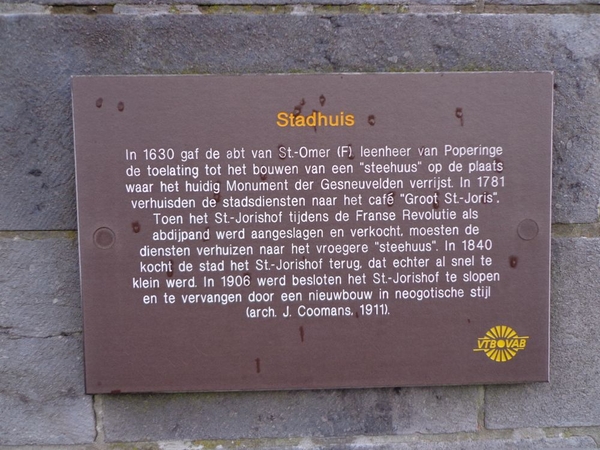 Stadhuis
In 1630 gaf de abt van St.-Omer (F), leenheer van Poperinge
de toelating tot het bouwen van een "steehuus" op de plaats
waar het huidig Monument der Gesneuvelden verrijst. In 1781
verhuisden de stadsdiensten naar het café "Groot St.-Joris".
Toen het St.-Jorishof tijdens de Franse Revolutie als
abdijpand werd aangeslagen en verkocht, moesten de
diensten verhuizen naar het vroegere "steehuus". In 1840
kocht de stad het St.-Jorishof terug, dat echter al snel te
klein werd. In 1906 werd besloten het St.-Jorishof te slopen
en te vervangen door een nieuwbouw in neogotische stijl
(arch. J. Coomans, 1911).
VTB VAB